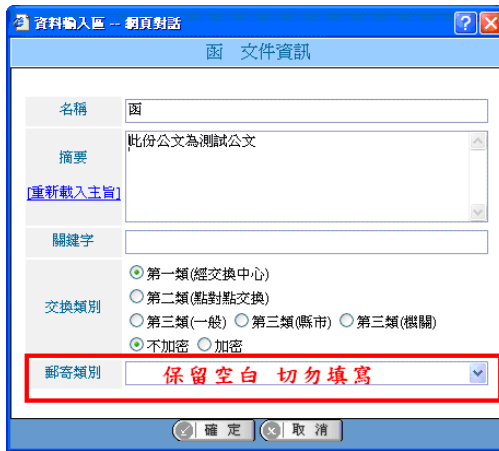 資料輸入區 -- 網頁對話
函 文件資訊
名稱 函
摘要 此份公文為測試公文
[重新載入主旨]
關鍵字
交換類別 第一類(經交換中心)
第二類(點對點交換)
第三類(一般) 第三類(縣市) 第三類(機關)
不加密 加密
郵寄類別 保留空白 切勿填寫
確定 取消